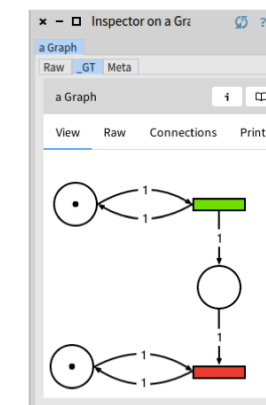 Inspector on a Gra
?
a Graph
Raw _GT Meta
a Graph i
View Raw Connections Print
1
1
1
1
1
1